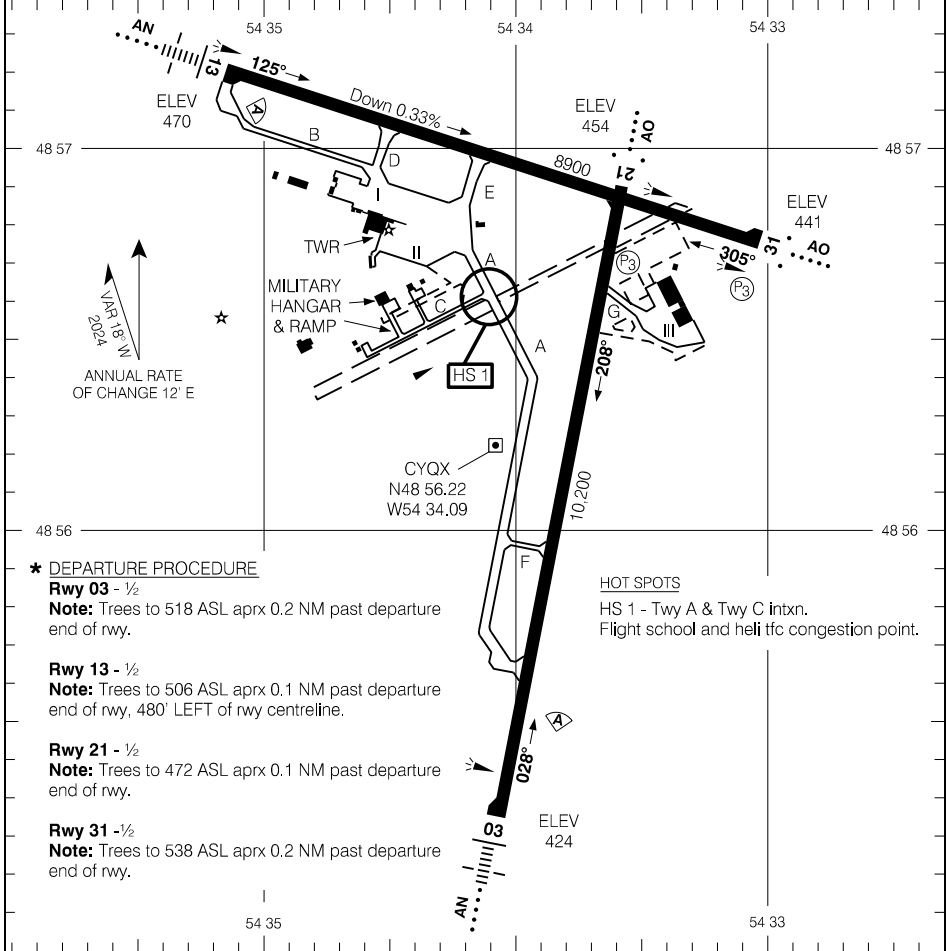 54 35
54 34
54 33
AN
13
125°
ELEV
470
A
B
D
Down 0.33%
ELEV
454
AO
21
8900
48 57
48 57
E
I
ELEV
441
31
AO
305°
TWR
II
A
P3
P3
MILITARY
HANGAR
& RAMP
C
G
III
VAR 18° W
2024
A
HS 1
208°
ANNUAL RATE
OF CHANGE 12' E
CYQX
N48 56.22
W54 34.09
10,200
48 56
48 56
F
* DEPARTURE PROCEDURE
Rwy 03 - ½
Note: Trees to 518 ASL aprx 0.2 NM past departure
end of rwy.
Rwy 13 - ½
Note: Trees to 506 ASL aprx 0.1 NM past departure
end of rwy, 480' LEFT of rwy centreline.
Rwy 21 - ½
Note: Trees to 472 ASL aprx 0.1 NM past departure
end of rwy.
Rwy 31 -½
Note: Trees to 538 ASL aprx 0.2 NM past departure
end of rwy.
HOT SPOTS
HS 1 - Twy A & Twy C intxn.
Flight school and heli tfc congestion point.
A
028°
03
ELEV
424
AN
54 35
54 33